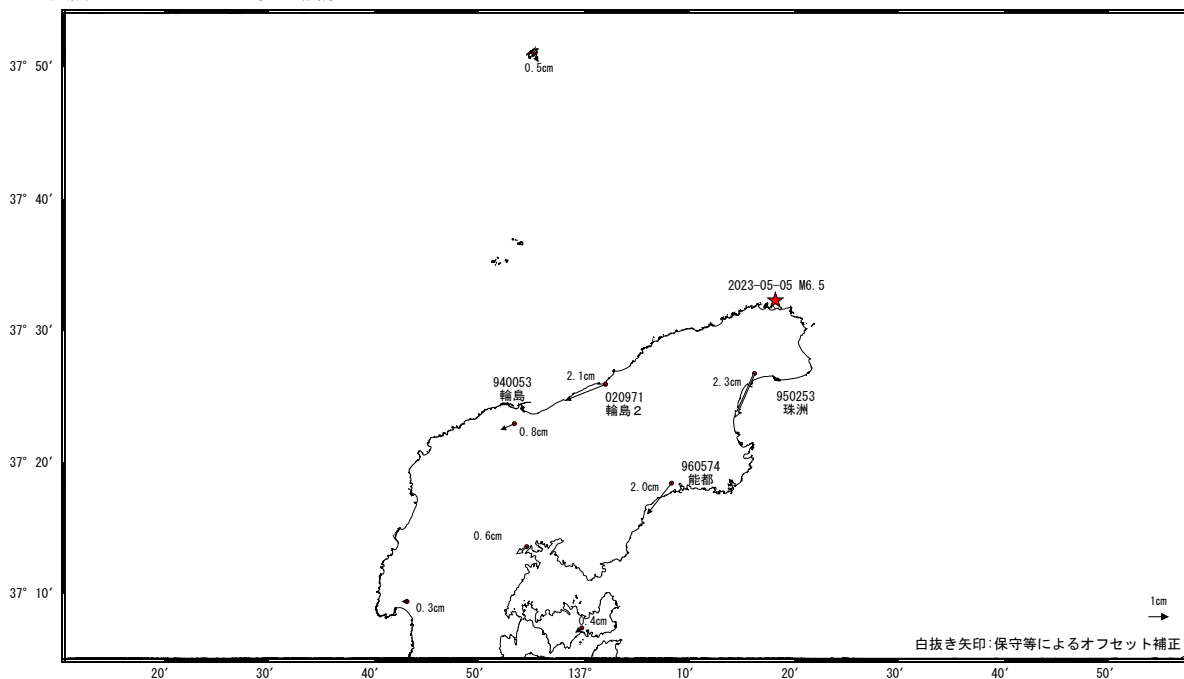 37° 50′
0.5cm
37° 40′
2023-05-05 M6.5
37° 30′
2.1cm
940053
輪島
020971
輪島２
2.3cm
950253
珠洲
0.8cm
37° 20′
960574
能都
2.0cm
0.6cm
37° 10′
0.3cm
0.4cm
1cm
白抜き矢印:保守等によるオフセット補正
20′ 30′ 40′ 50′ 137° 10′ 20′ 30′ 40′ 50′